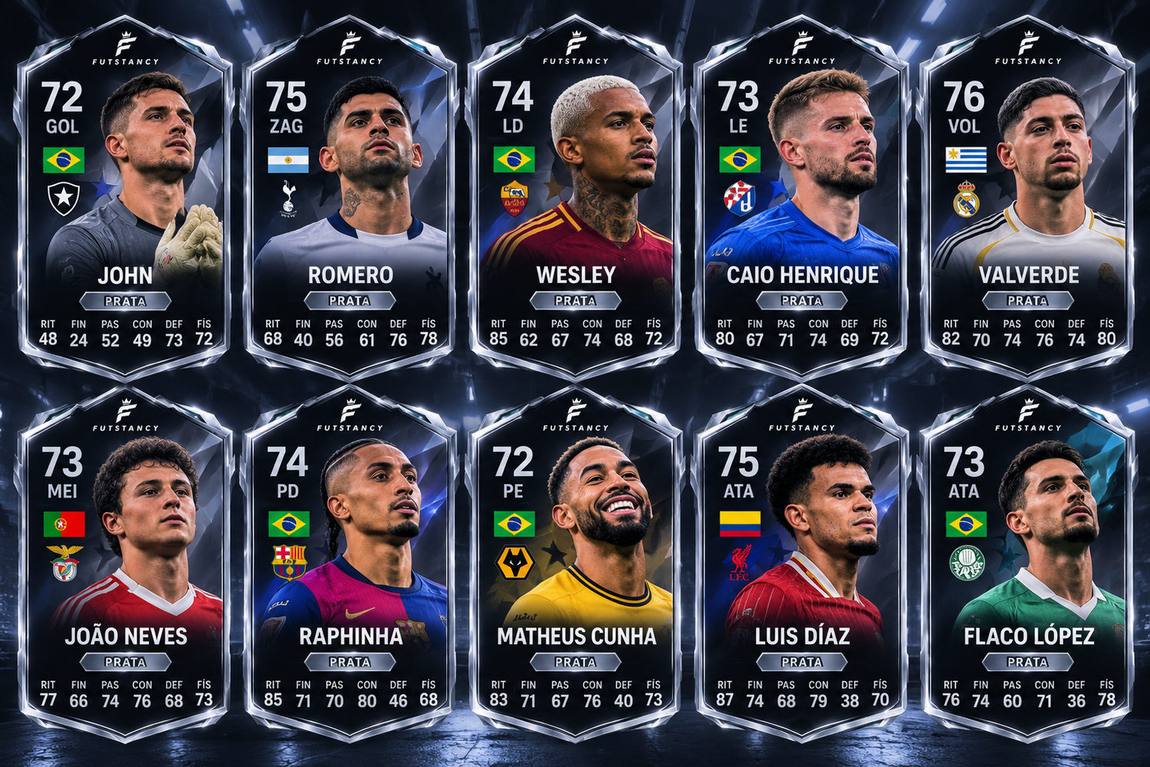 FUTSTANCY
72
GOL
JOHN
PRATA
RIT FIN PAS CON DEF FÍS
48 24 52 49 73 72
FUTSTANCY
75
ZAG
ROMERO
PRATA
RIT FIN PAS CON DEF FÍS
68 40 56 61 76 78
FUTSTANCY
74
LD
WESLEY
PRATA
RIT FIN PAS CON DEF FÍS
85 62 67 74 68 72
FUTSTANCY
73
LE
CAIO HENRIQUE
PRATA
RIT FIN PAS CON DEF FÍS
80 67 71 74 69 72
FUTSTANCY
76
VOL
VALVERDE
PRATA
RIT FIN PAS CON DEF FÍS
82 70 74 76 74 80
FUTSTANCY
73
MEI
JOÃO NEVES
PRATA
RIT FIN PAS CON DEF FÍS
77 66 74 76 68 73
FUTSTANCY
74
PD
RAPHINHA
PRATA
RIT FIN PAS CON DEF FÍS
85 71 70 80 46 68
FUTSTANCY
72
PE
MATHEUS CUNHA
PRATA
RIT FIN PAS CON DEF FÍS
83 71 67 76 40 73
FUTSTANCY
75
ATA
L.F.C
LUIS DÍAZ
PRATA
RIT FIN PAS CON DEF FÍS
87 74 68 79 38 70
FUTSTANCY
73
ATA
FLACO LÓPEZ
PRATA
RIT FIN PAS CON DEF FÍS
76 74 60 71 36 78